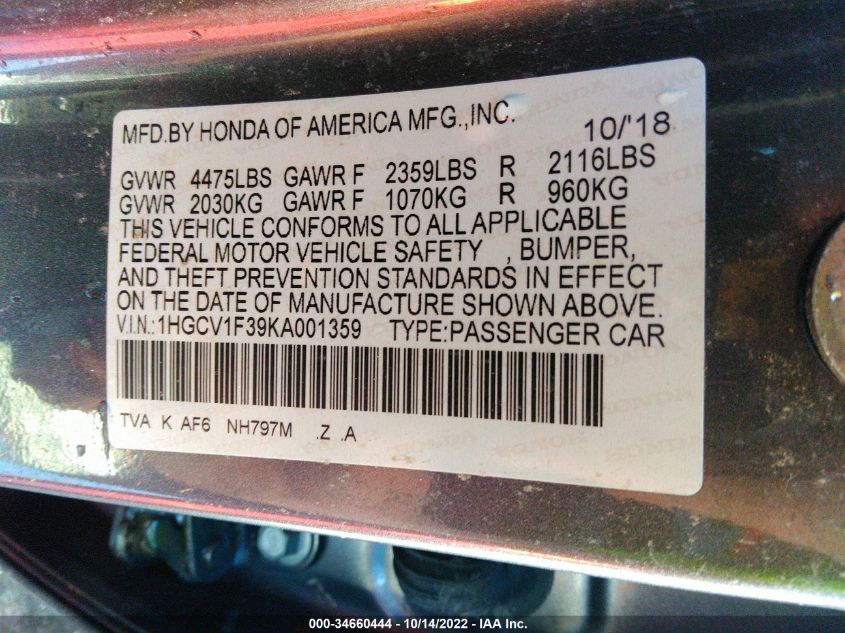 MFD.BY HONDA OF AMERICA MFG.,INC. 10/'18
GVWR 4475LBS GAWR F 2359LBS R 2116LBS
GVWR 2030KG GAWR F 1070KG R 960KG
THIS VEHICLE CONFORMS TO ALL APPLICABLE
FEDERAL MOTOR VEHICLE SAFETY , BUMPER,
AND THEFT PREVENTION STANDARDS IN EFFECT
ON THE DATE OF MANUFACTURE SHOWN ABOVE.
V.I.N.:1HGCV1F39KA001359 TYPE:PASSENGER CAR
TVA K AF6 NH797M .Z .A
000-34660444 - 10/14/2022 - IAA Inc.